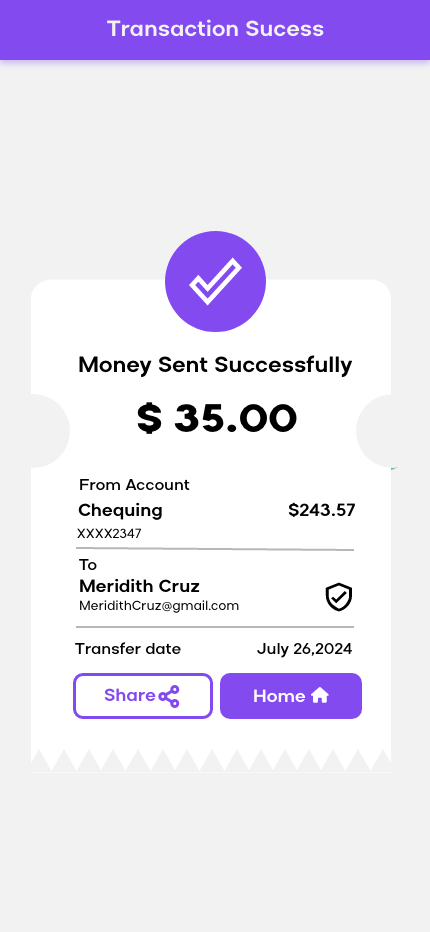 Transaction Sucess
Money Sent Successfully
$ 35.00
From Account
Chequing $243.57
XXXX2347
To
Meridith Cruz
MeridithCruz@gmail.com
Transfer date July 26,2024
Share Home